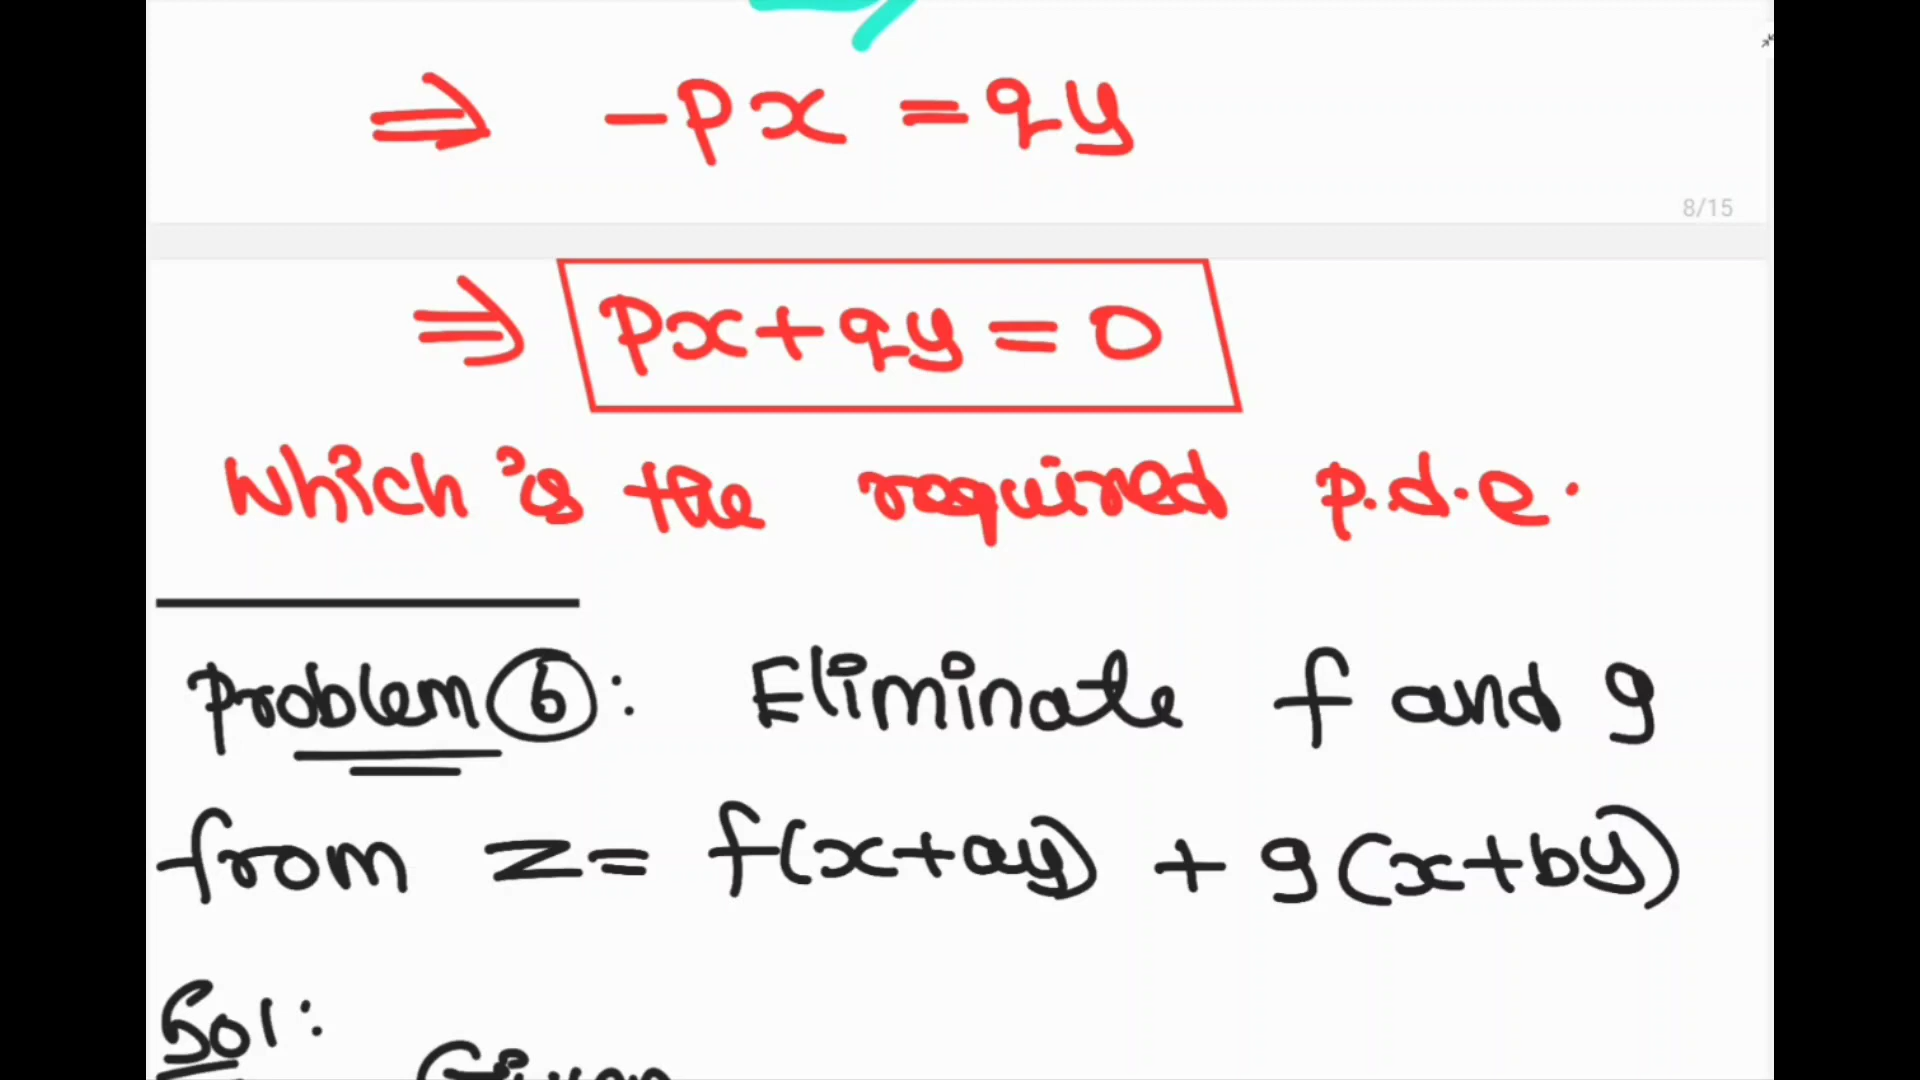 ⇒ -px = qy
8/15
⇒ px+qy = 0
which is the required p.d.e.
Problem 6: Eliminate f and g
from z = f(x+ay) + g(x+by)
Sol:
Given